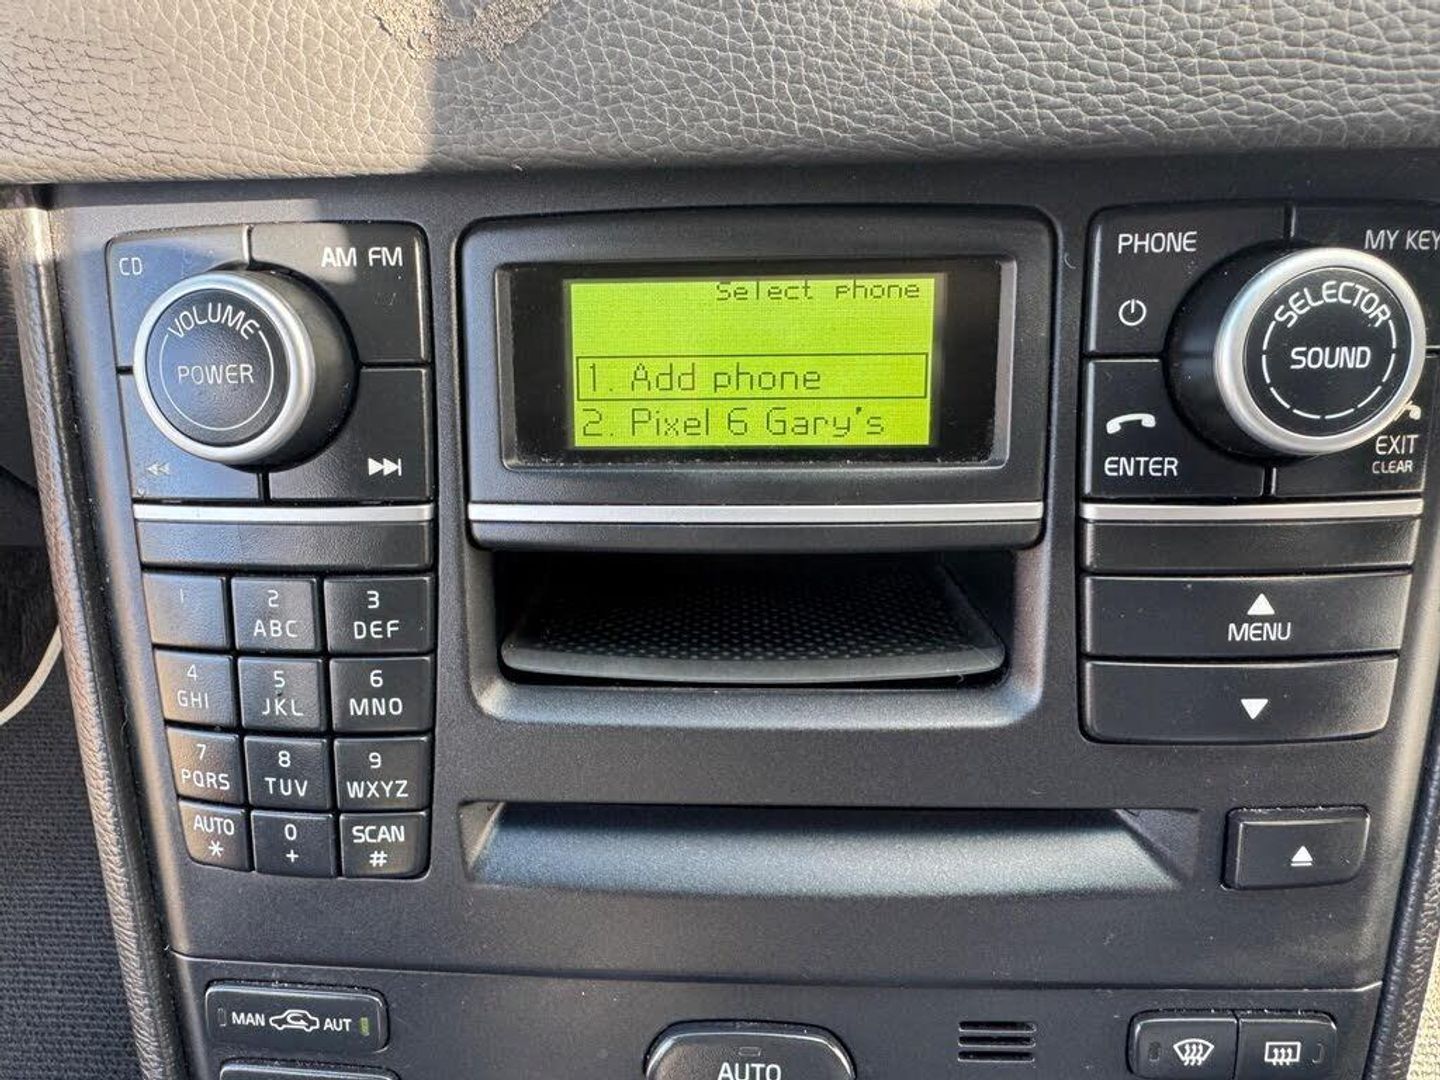 CD
AM FM
VOLUME
POWER
Select phone
1. Add phone
2. Pixel 6 Gary's
PHONE
MY KEY
SELECTOR
SOUND
ENTER
EXIT
CLEAR
1
2
ABC
3
DEF
4
GHI
5
JKL
6
MNO
7
PQRS
8
TUV
9
WXYZ
AUTO
*
0
+
SCAN
#
MENU
MAN AUT
AUTO